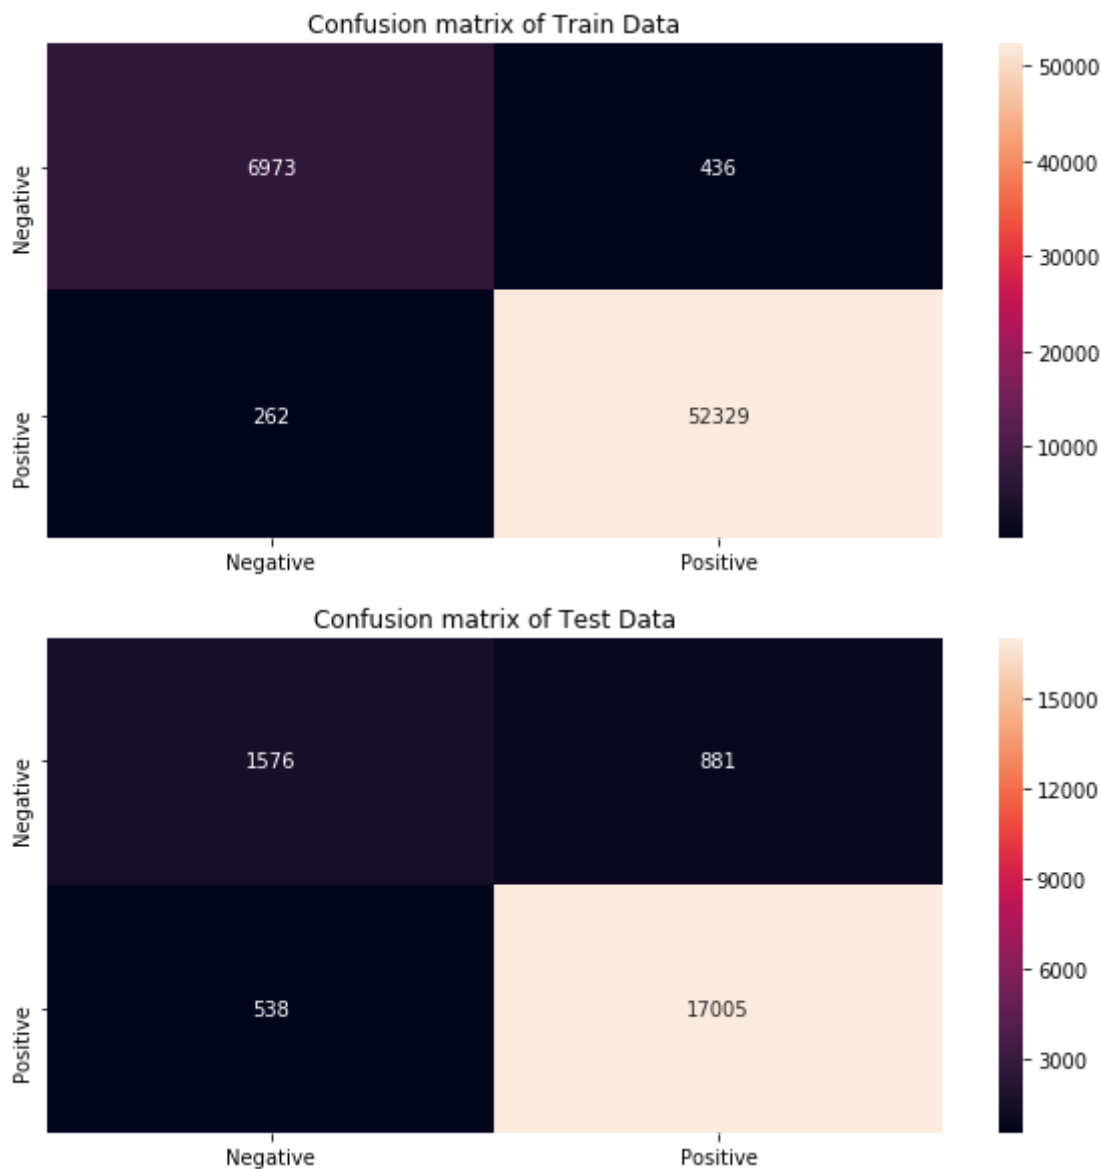 Confusion matrix of Train Data
50000
6973 436
Negative
40000
30000
20000
262 52329
Positive
10000
Negative Positive
Confusion matrix of Test Data
15000
1576 881
Negative
12000
9000
6000
538 17005
Positive
3000
Negative Positive